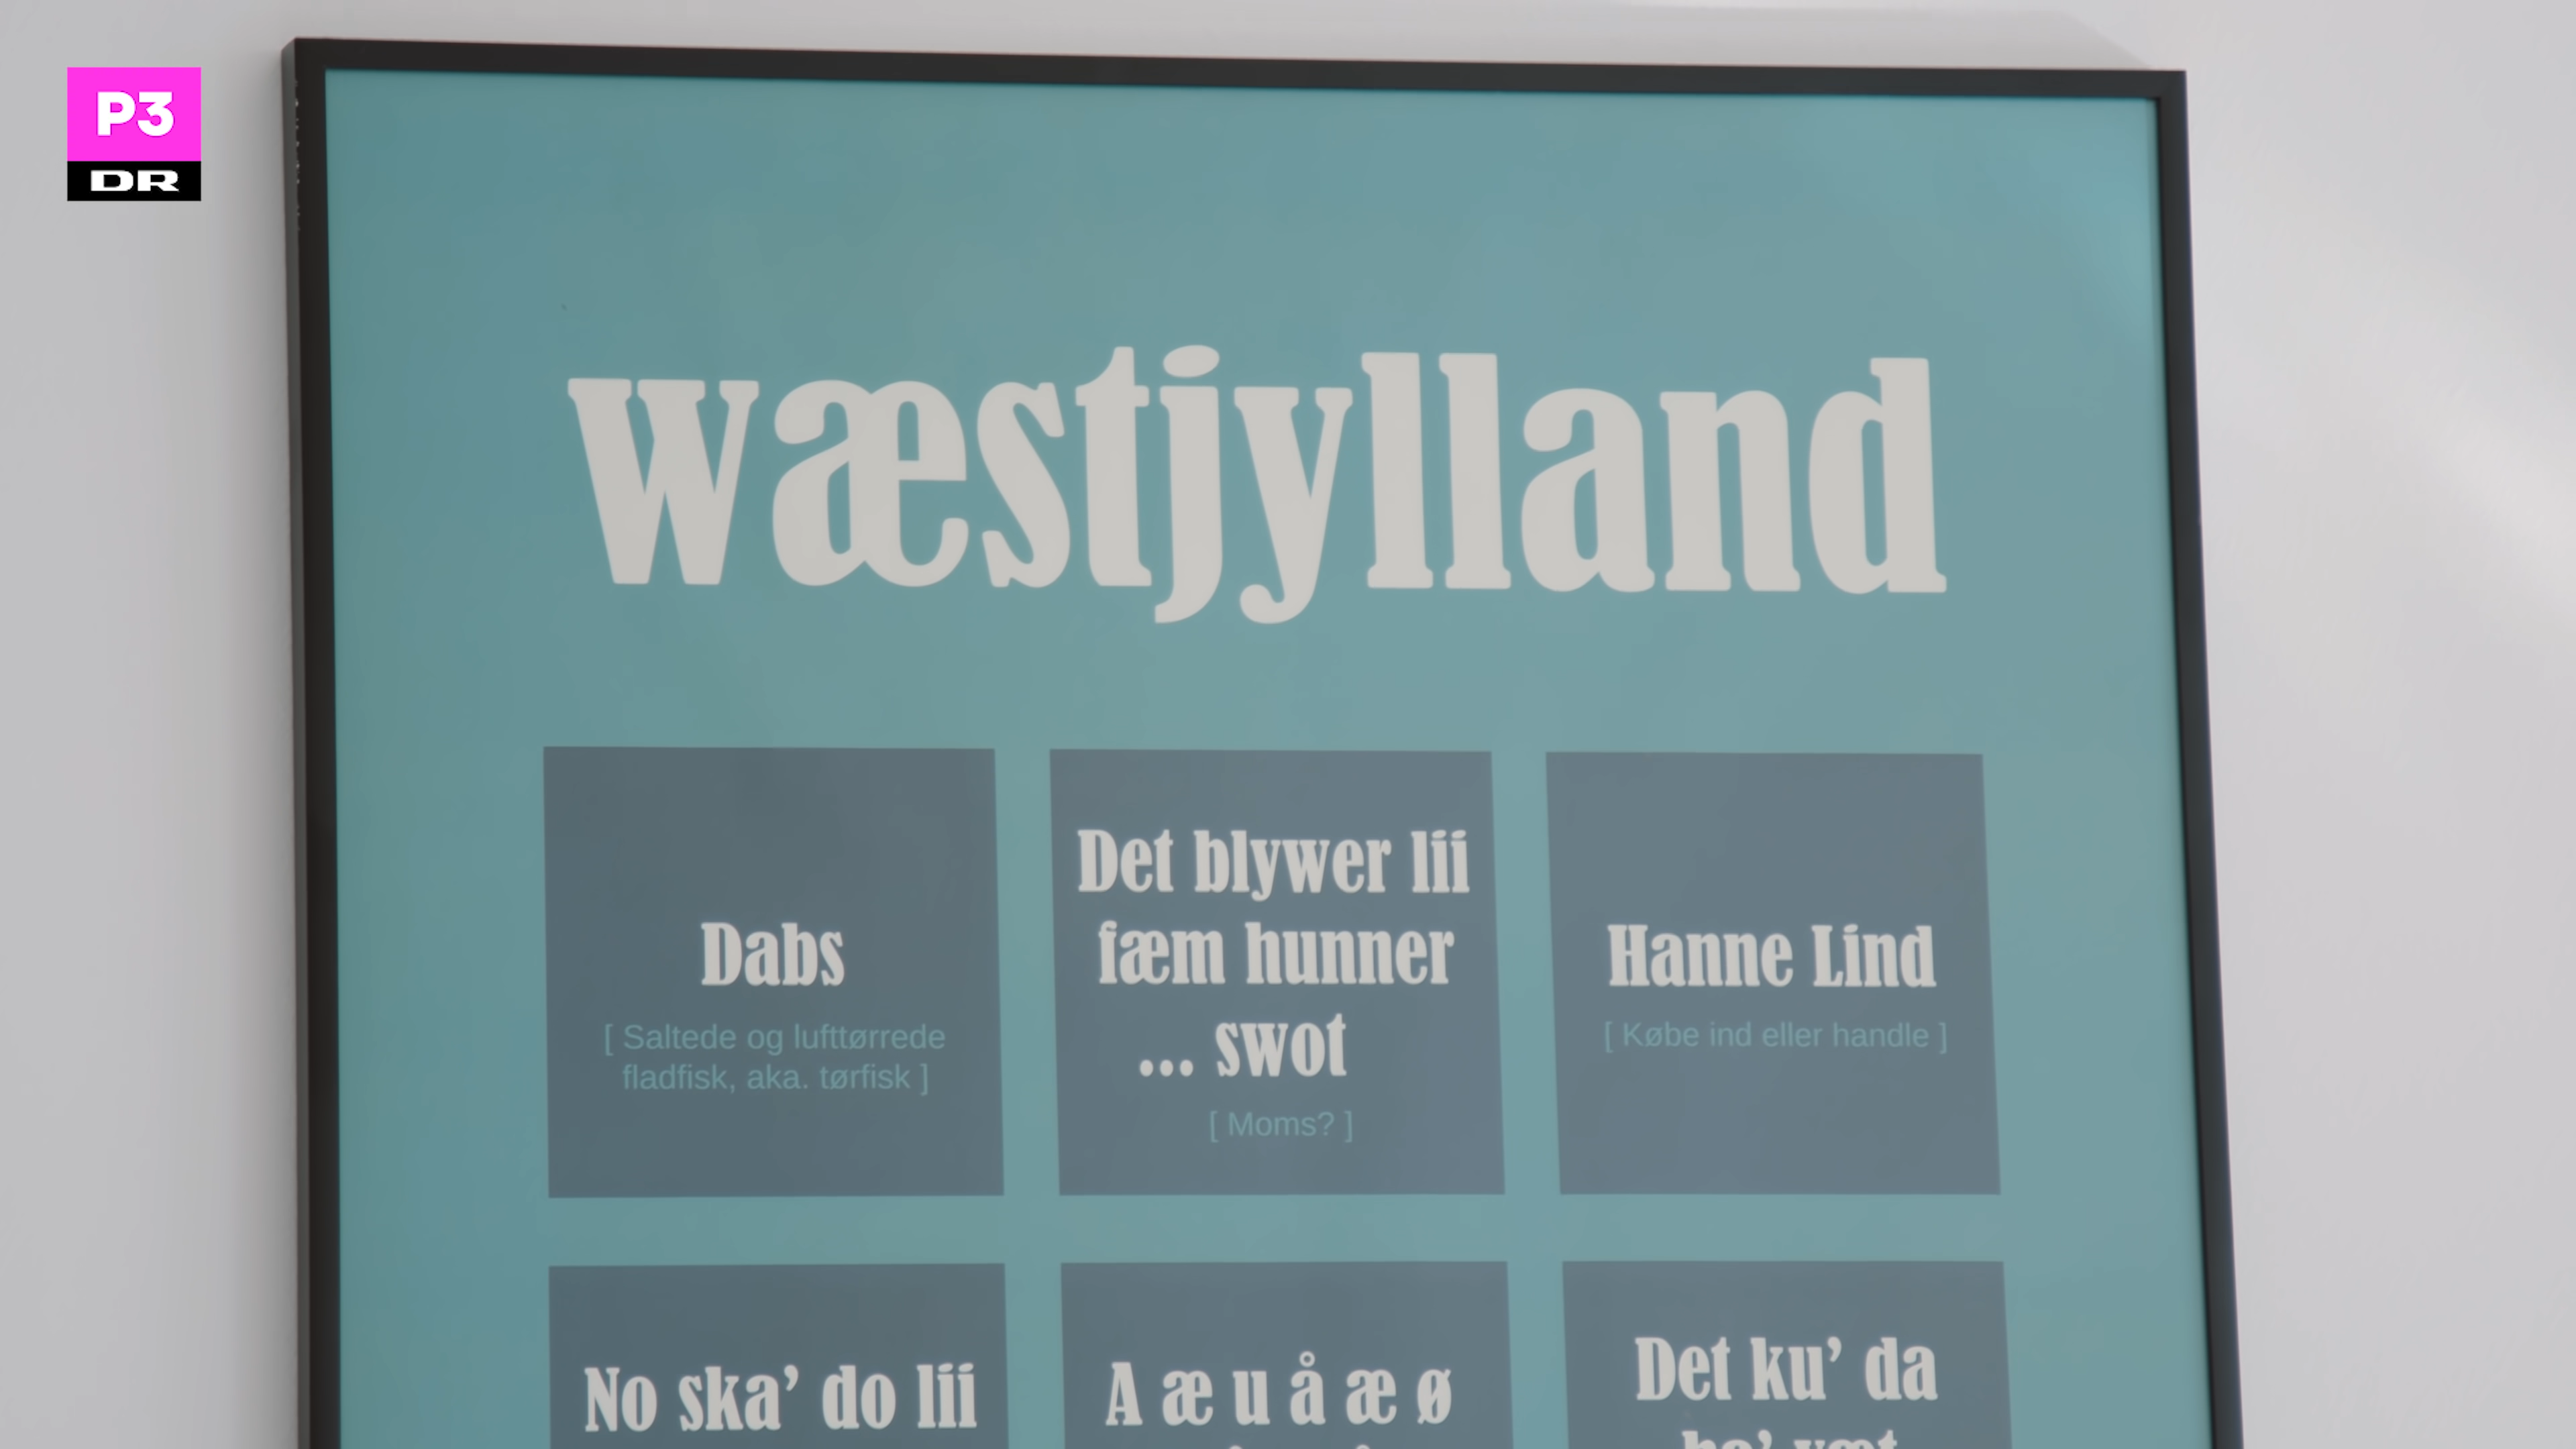 P3
DR
wæstjylland
Dabs
[ Saltede og lufttørrede
fladfisk, aka. tørfisk ]
Det blywer lii
fæm hunner
... swot
[ Moms? ]
Hanne Lind
[ Købe ind eller handle ]
No ska' do lii
A æ u å æ ø
Det ku' da